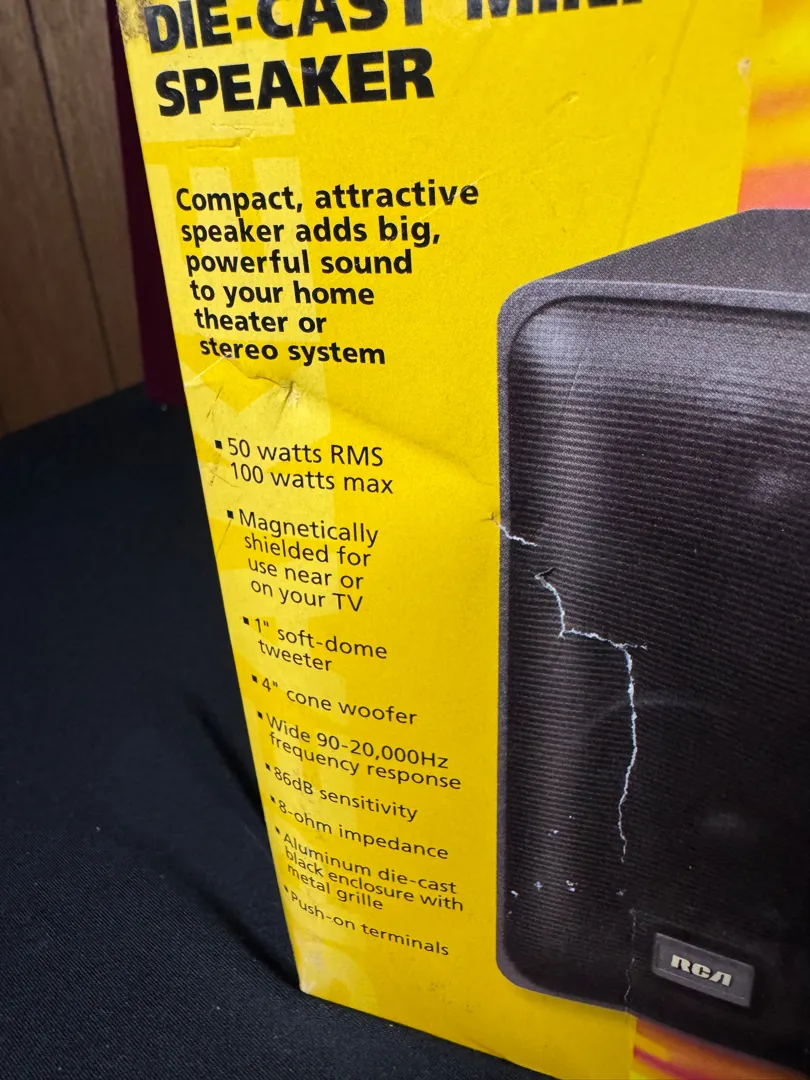 DIE-CAST MINI
SPEAKER
Compact, attractive
speaker adds big,
powerful sound
to your home
theater or
stereo system
▪ 50 watts RMS
100 watts max
▪ Magnetically
shielded for
use near or
on your TV
▪ 1" soft-dome
tweeter
▪ 4" cone woofer
▪ Wide 90-20,000Hz
frequency response
▪ 86dB sensitivity
▪ 8-ohm impedance
▪ Aluminum die-cast
black enclosure with
metal grille
▪ Push-on terminals
RCA